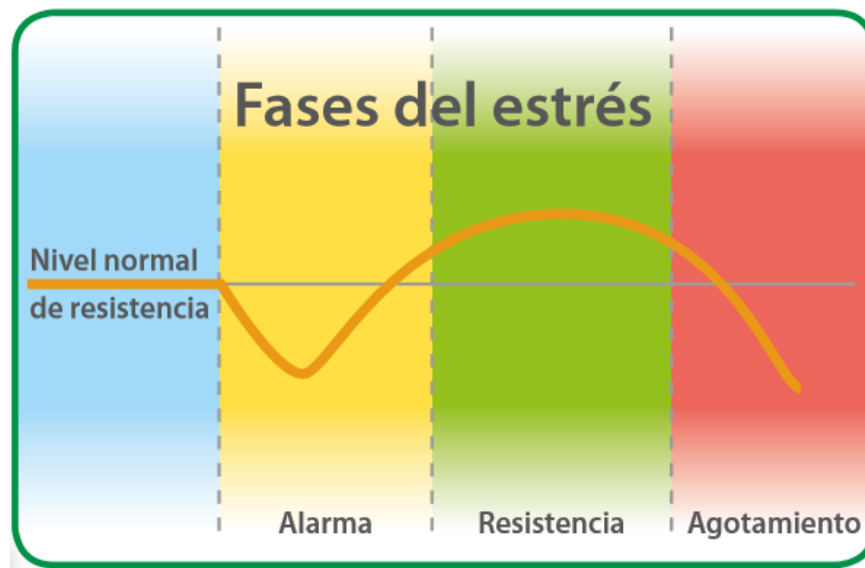 Fases del estrés
Nivel normal
de resistencia
Alarma
Resistencia
Agotamiento